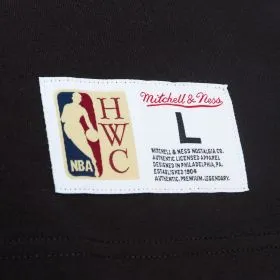 NBA
H
W
C
Mitchell & Ness
L
MITCHELL & NESS NOSTALGIA CO.
AUTHENTIC LICENSED APPAREL
DESIGNED IN PHILADELPHIA, PA.
ESTABLISHED 1904
AUTHENTIC. PREMIUM. LEGENDARY.